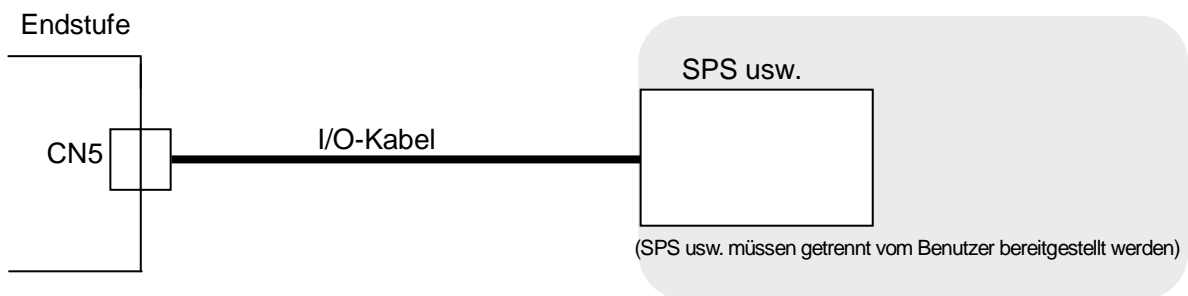 Endstufe
SPS usw.
CN5
I/O-Kabel
(SPS usw. müssen getrennt vom Benutzer bereitgestellt werden)